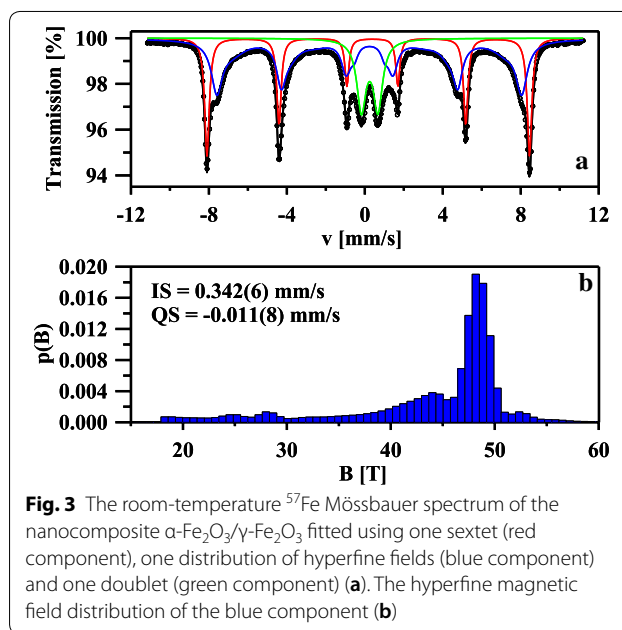 100
98
96
94
Transmission [%]
a
-12 -8 -4 0 4 8 12
v [mm/s]
0.020
0.016
0.012
0.008
0.004
0.000
p(B)
b
IS = 0.342(6) mm/s
QS = -0.011(8) mm/s
20 30 40 50 60
B [T]
Fig. 3 The room-temperature ⁵⁷Fe Mössbauer spectrum of the
nanocomposite α-Fe₂O₃/γ-Fe₂O₃ fitted using one sextet (red
component), one distribution of hyperfine fields (blue component)
and one doublet (green component) (a). The hyperfine magnetic
field distribution of the blue component (b)